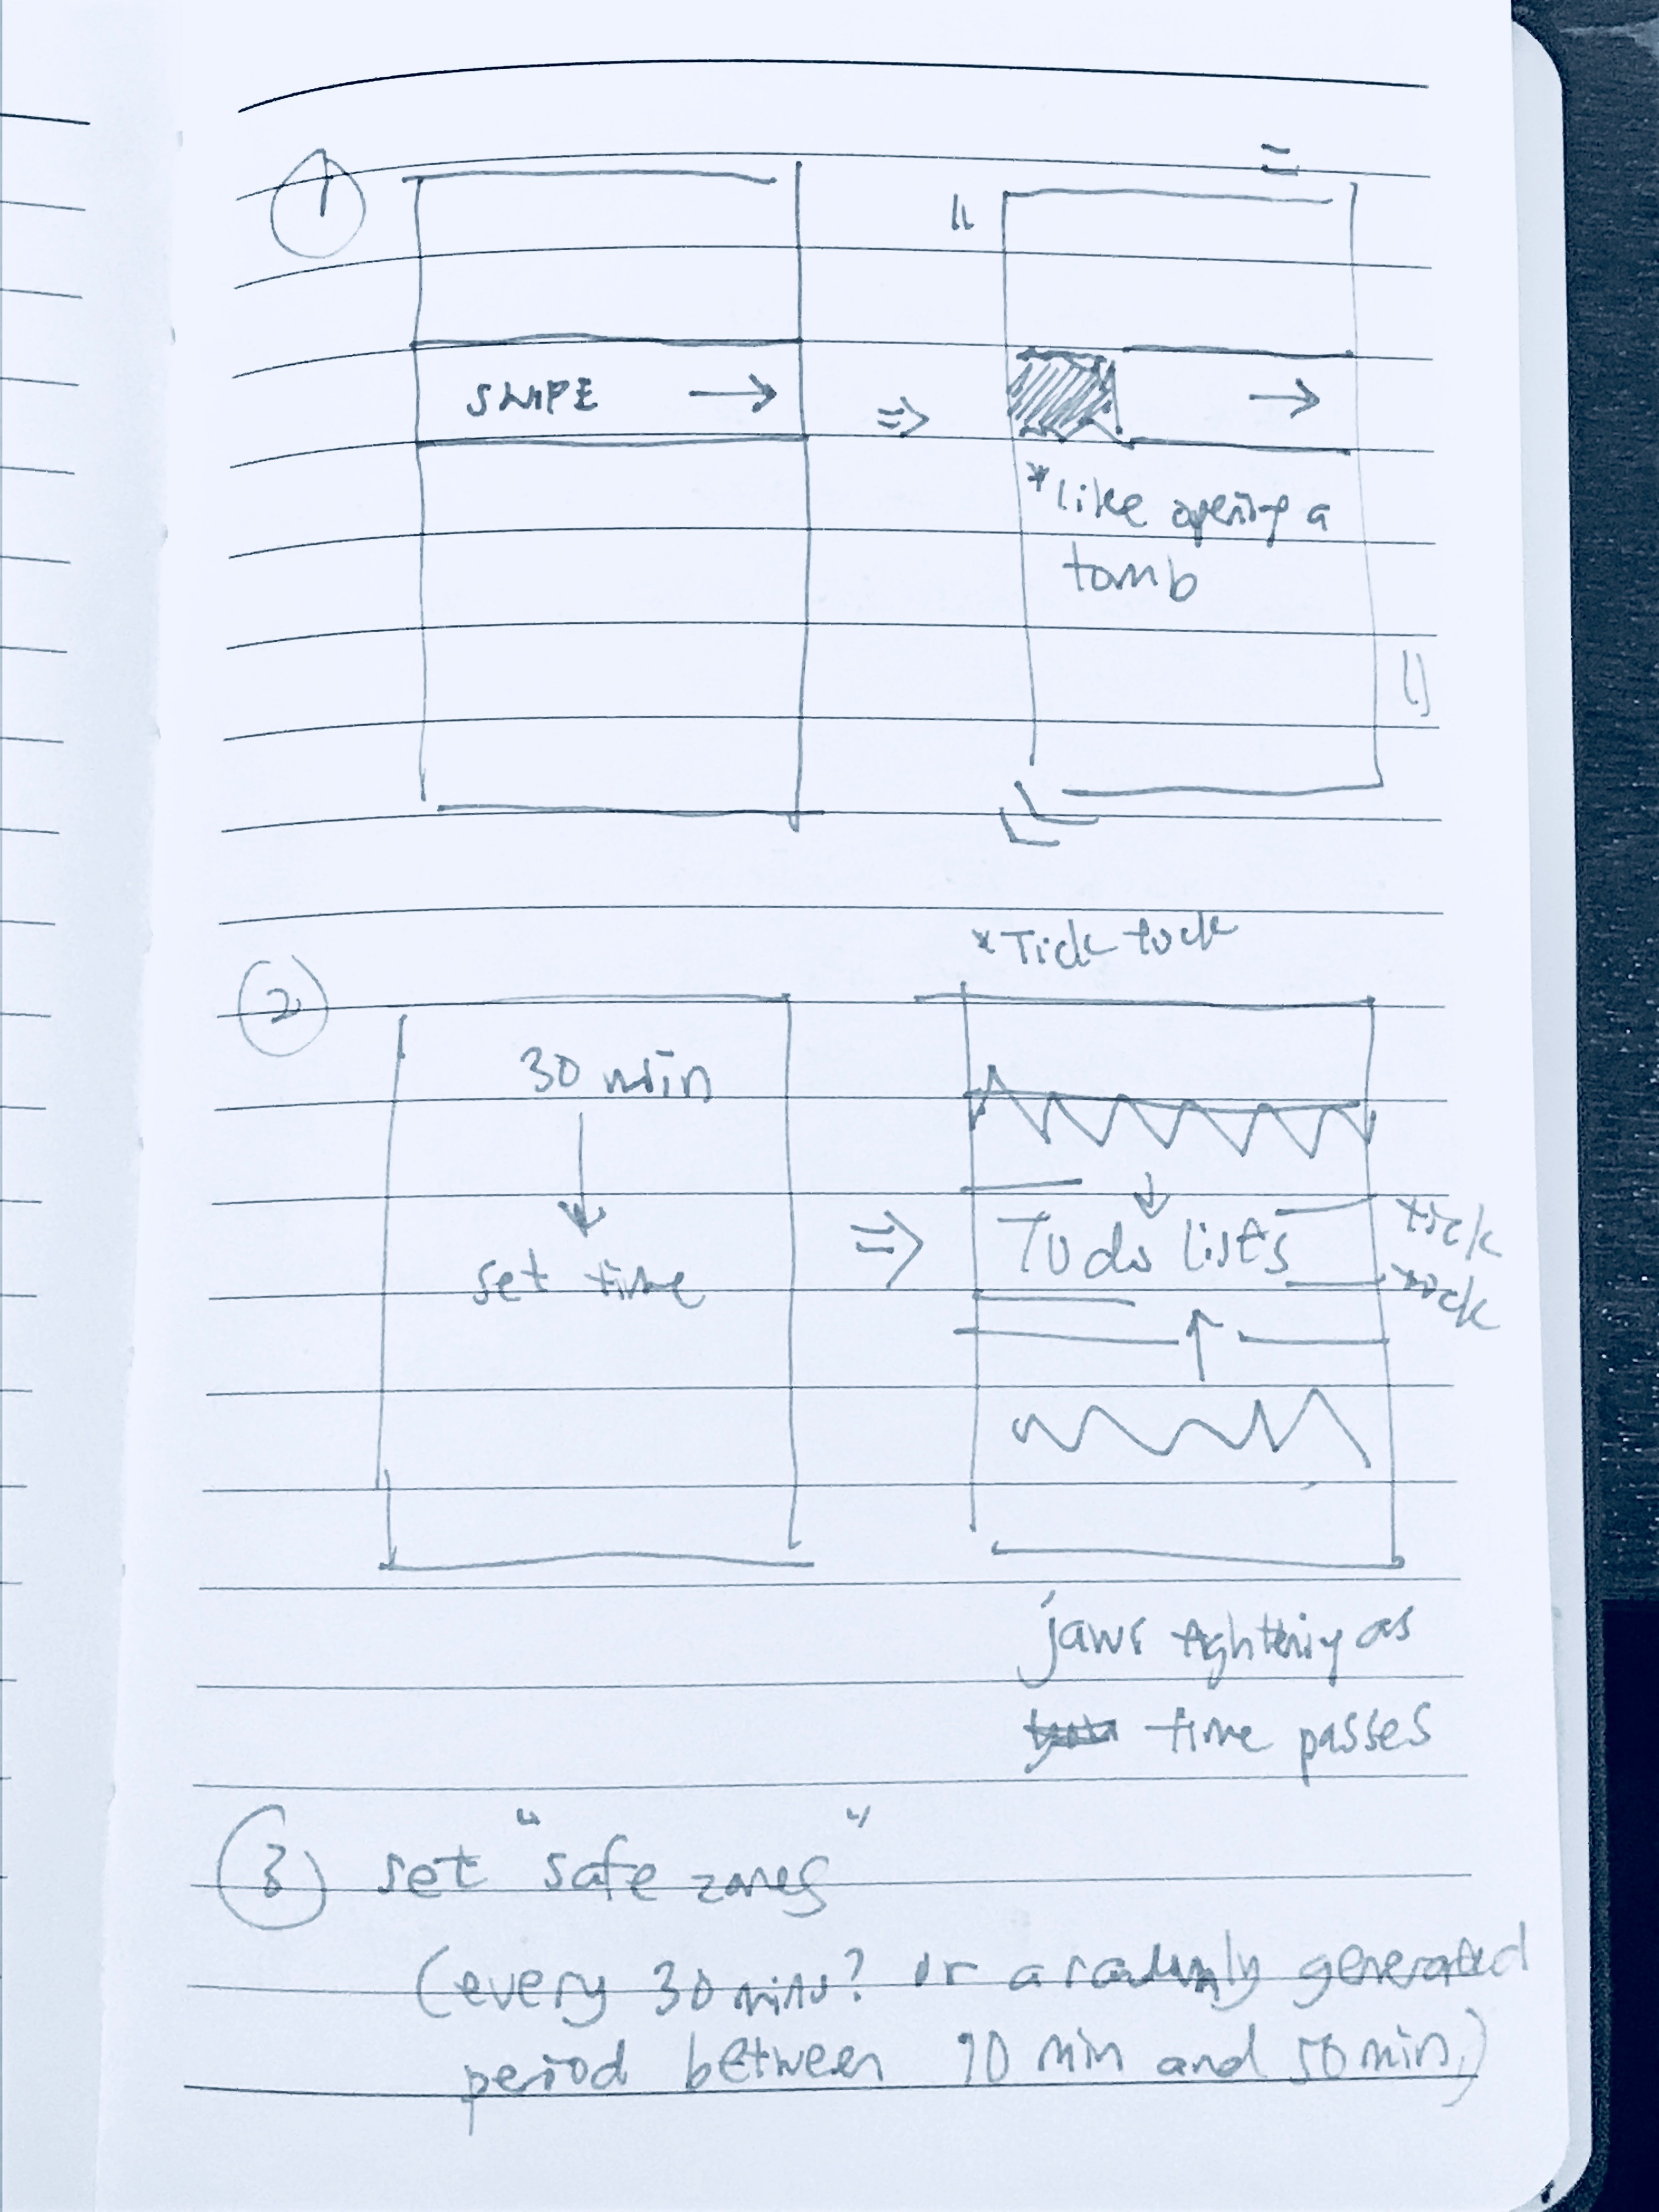 1
SWIPE →
⇒
→
*like opening a
tomb
2
*Tick tock
30 min
↓
set time
⇒
↓
To do lists
tick
tock
↑
jaws tightening as
time passes
3 set "safe zones"
(every 30 mins? or a randomly generated
period between 10 min and 50 min)